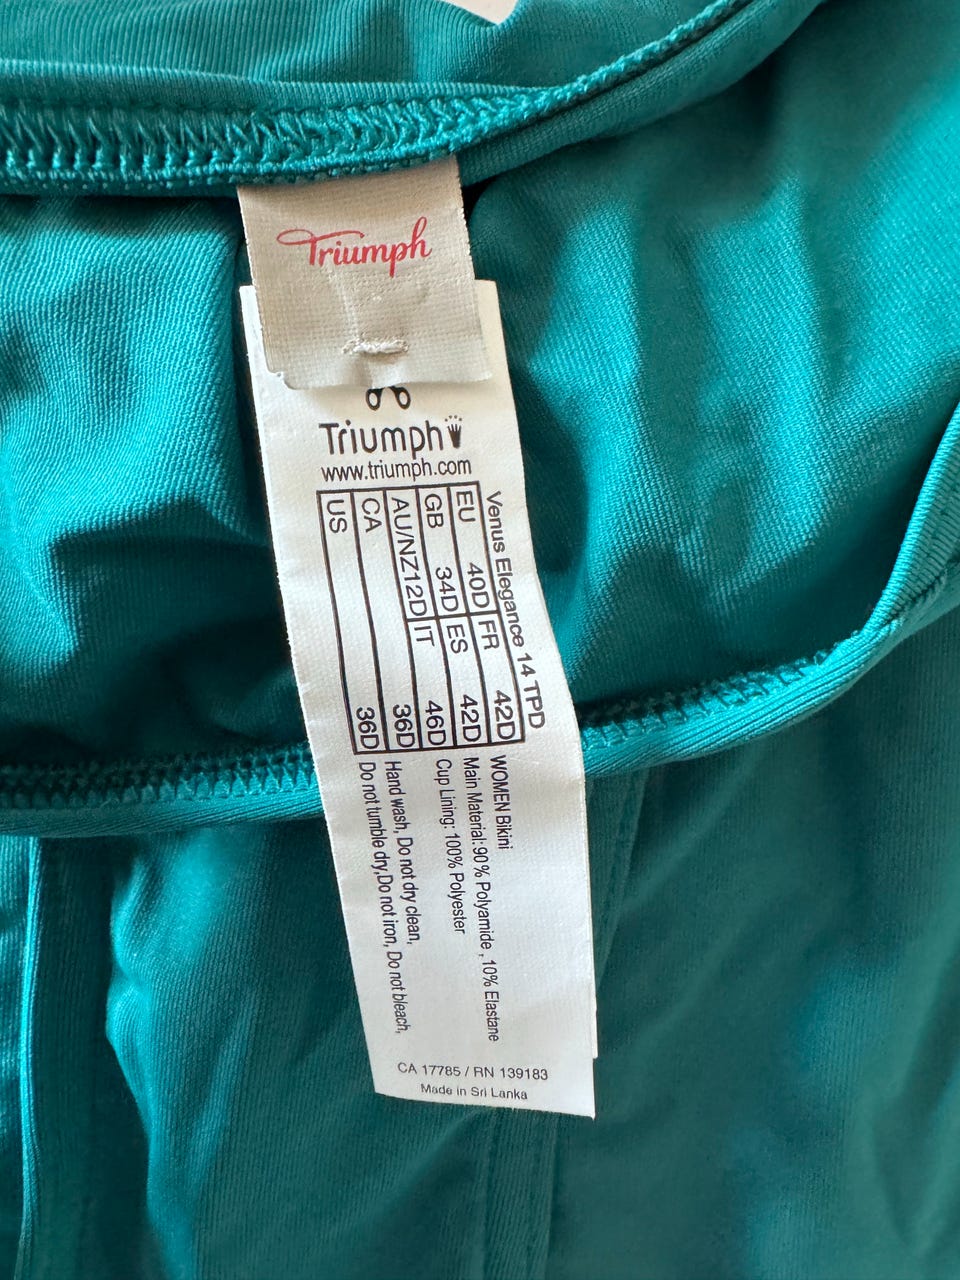 Triumph
Triumph
www.triumph.com
Venus Elegance 14 TPD
EU 40D FR 42D
GB 34D ES 42D
AU/NZ12D IT 46D
CA 36D
US 36D
WOMEN Bikini
Main Material:90% Polyamide , 10% Elastane
Cup Lining: 100% Polyester
Hand wash, Do not dry clean,
Do not tumble dry,Do not iron, Do not bleach,
CA 17785 / RN 139183
Made in Sri Lanka